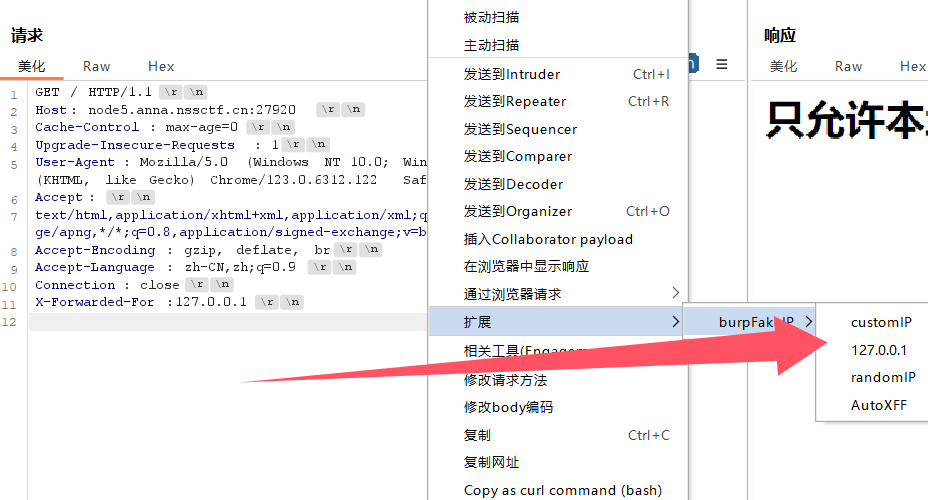 请求
美化 Raw Hex
1 GET / HTTP/1.1 \r \n
2 Host : node5.anna.nssctf.cn:27920 \r \n
3 Cache-Control : max-age=0 \r \n
4 Upgrade-Insecure-Requests : 1 \r \n
5 User-Agent : Mozilla/5.0 (Windows NT 10.0; Win
(KHTML, like Gecko) Chrome/123.0.6312.122 Saf
6 Accept : \r \n
7 text/html,application/xhtml+xml,application/xml;q
ge/apng,*/*;q=0.8,application/signed-exchange;v=b
8 Accept-Encoding : gzip, deflate, br \r \n
9 Accept-Language : zh-CN,zh;q=0.9 \r \n
10 Connection : close \r \n
11 X-Forwarded-For :127.0.0.1 \r \n
12
被动扫描
主动扫描
发送到Intruder Ctrl+I
发送到Repeater Ctrl+R
发送到Sequencer
发送到Comparer
发送到Decoder
发送到Organizer Ctrl+O
插入Collaborator payload
在浏览器中显示响应
通过浏览器请求
扩展
相关工具(Engagem
修改请求方法
修改body编码
复制 Ctrl+C
复制网址
Copy as curl command (bash)
burpFak IP
customIP
127.0.0.1
randomIP
AutoXFF
n
响应
美化 Raw Hex
只允许本